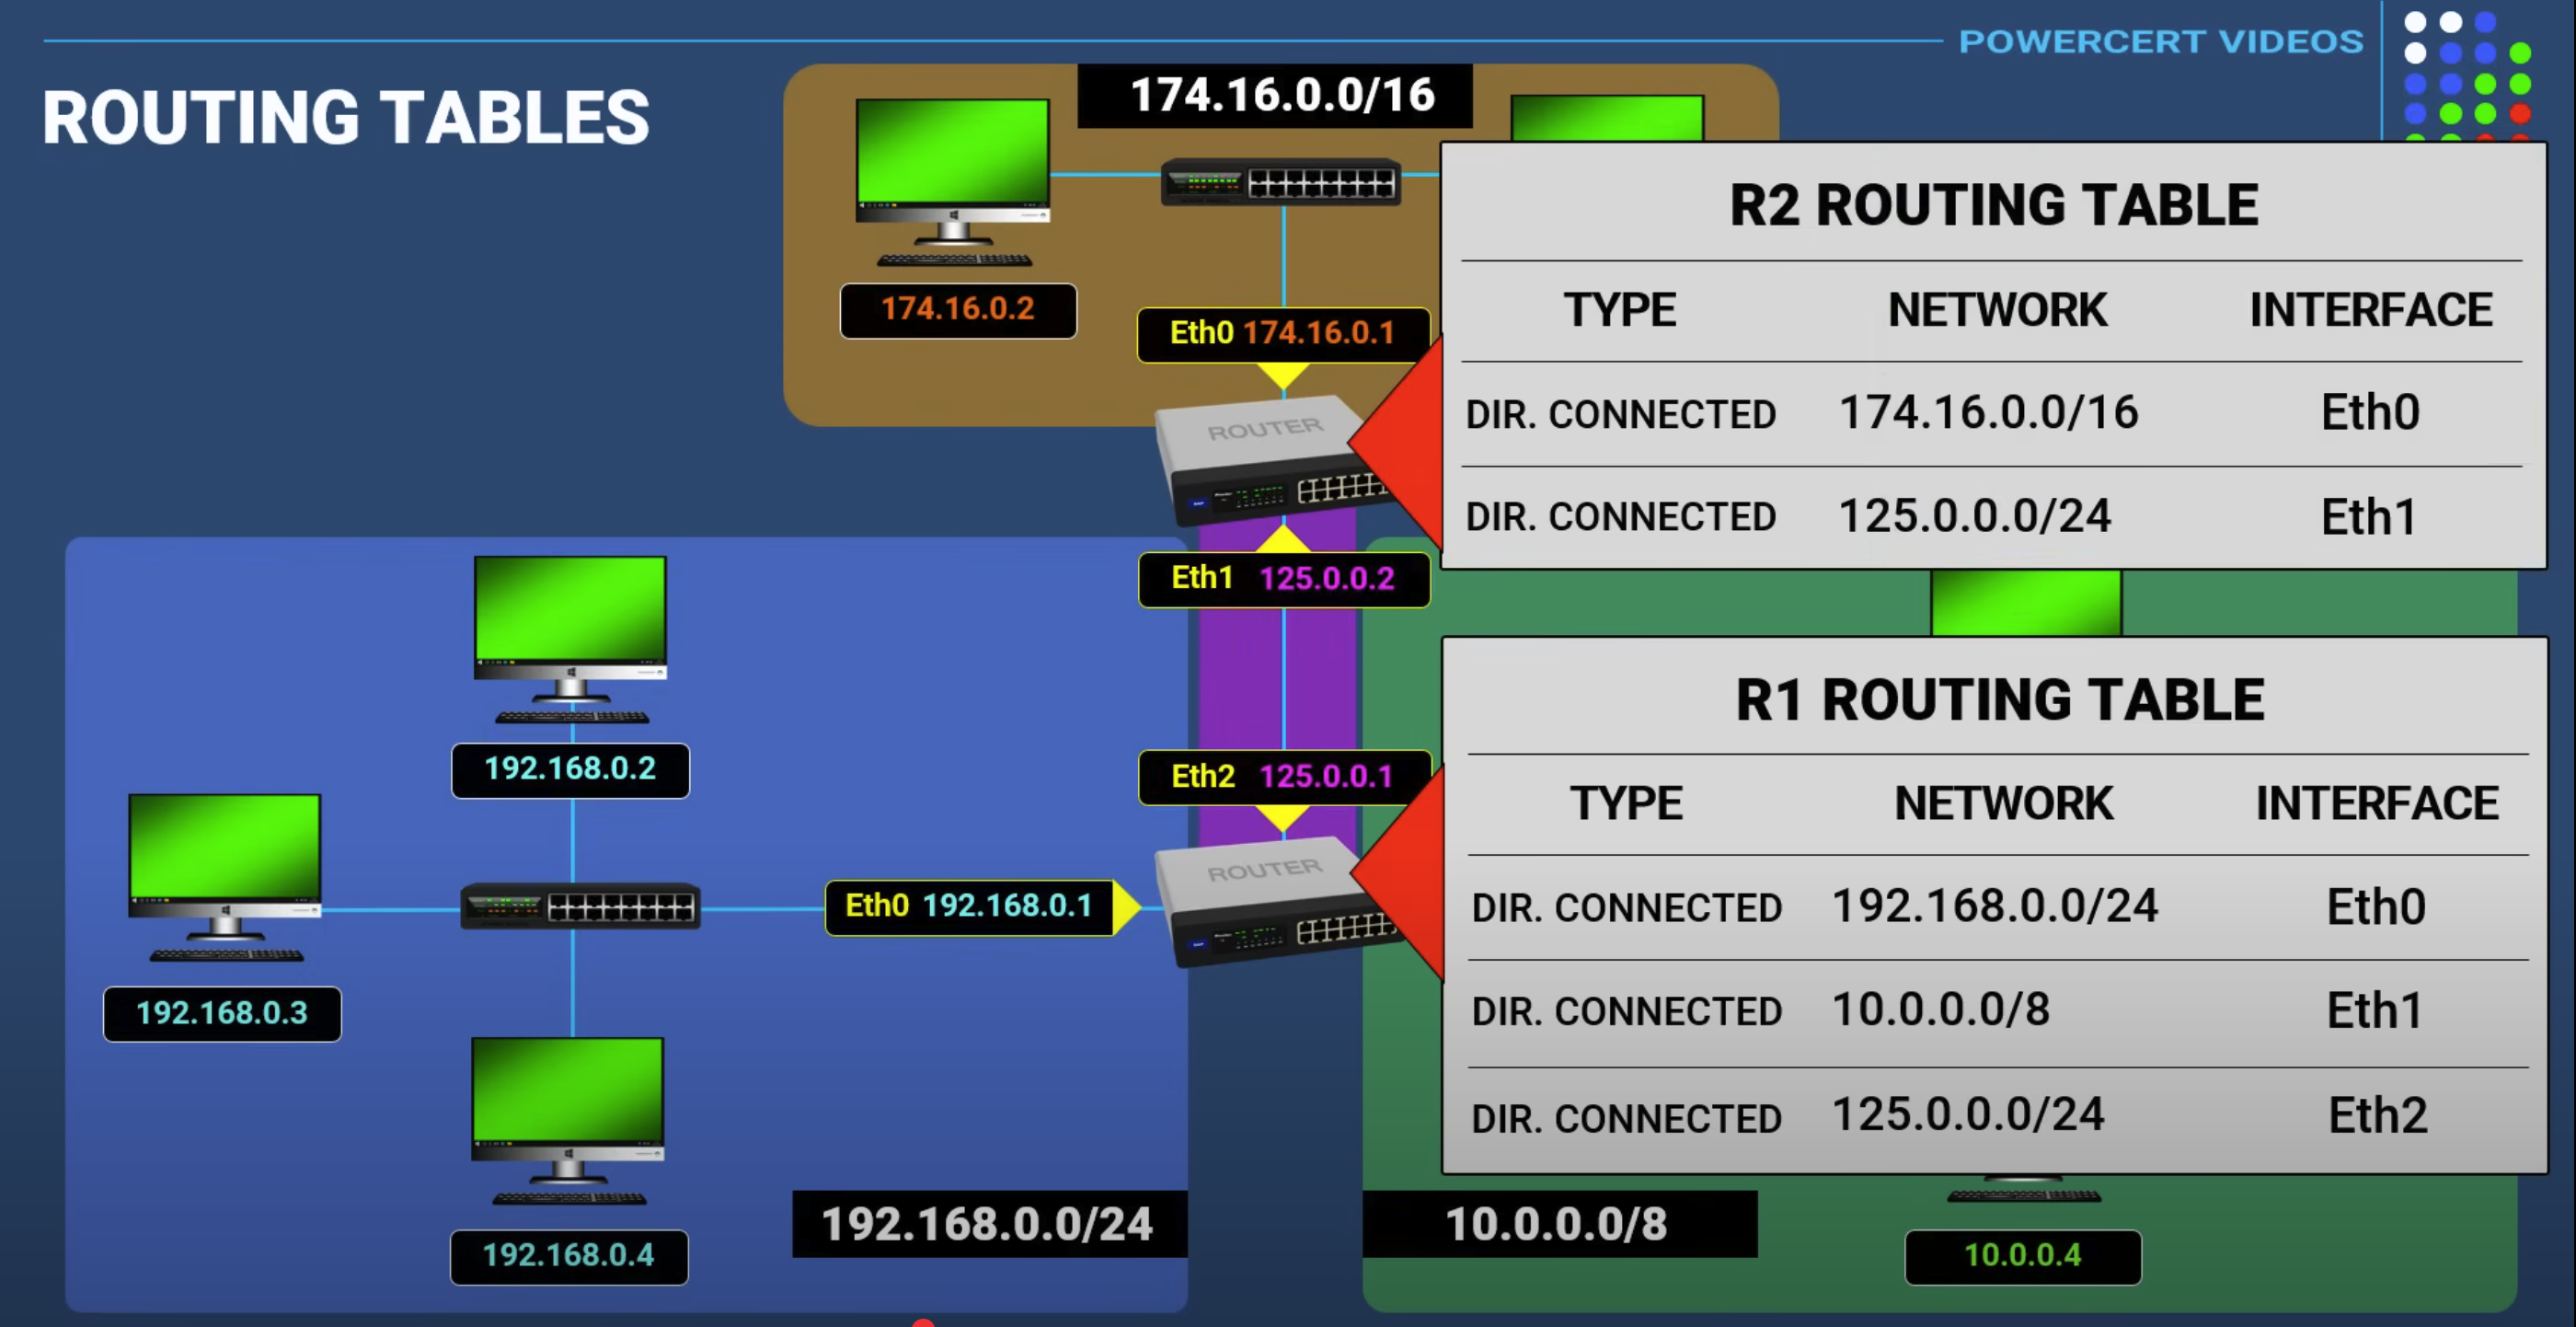 POWERCERT VIDEOS
ROUTING TABLES
174.16.0.0/16
174.16.0.2
Eth0 174.16.0.1
ROUTER
Eth1 125.0.0.2
Eth2 125.0.0.1
ROUTER
R2 ROUTING TABLE
TYPE NETWORK INTERFACE
DIR. CONNECTED 174.16.0.0/16 Eth0
DIR. CONNECTED 125.0.0.0/24 Eth1
R1 ROUTING TABLE
TYPE NETWORK INTERFACE
DIR. CONNECTED 192.168.0.0/24 Eth0
DIR. CONNECTED 10.0.0.0/8 Eth1
DIR. CONNECTED 125.0.0.0/24 Eth2
192.168.0.2
192.168.0.3
Eth0 192.168.0.1
192.168.0.4
192.168.0.0/24
10.0.0.0/8
10.0.0.4